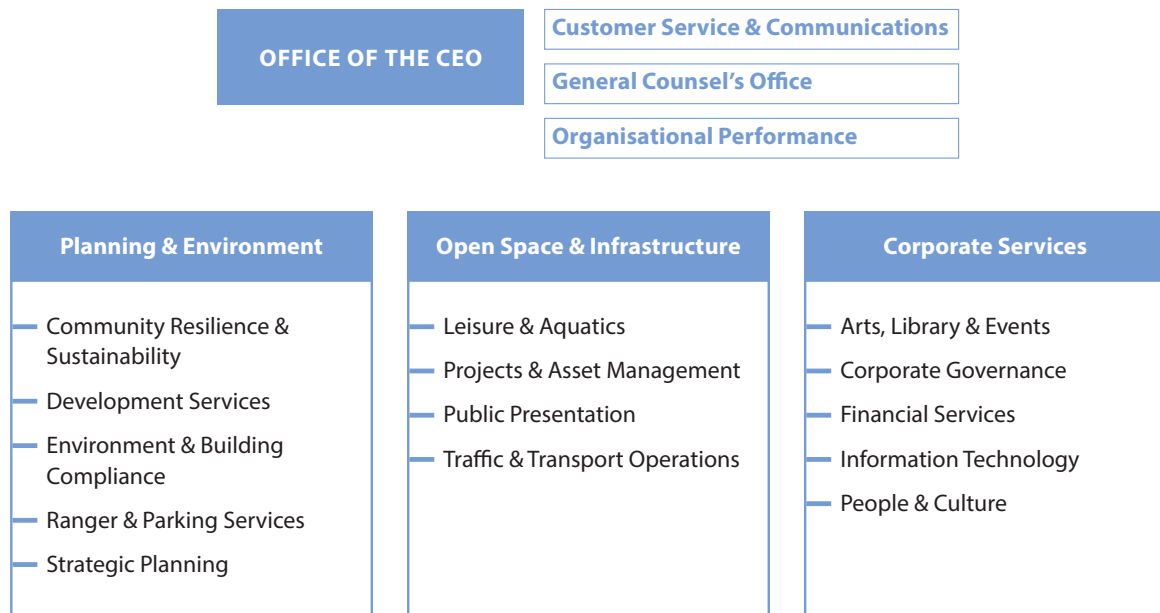 OFFICE OF THE CEO
Customer Service & Communications
General Counsel’s Office
Organisational Performance
Planning & Environment
Community Resilience &
Sustainability
Development Services
Environment & Building
Compliance
Ranger & Parking Services
Strategic Planning
Open Space & Infrastructure
Leisure & Aquatics
Projects & Asset Management
Public Presentation
Traffic & Transport Operations
Corporate Services
Arts, Library & Events
Corporate Governance
Financial Services
Information Technology
People & Culture